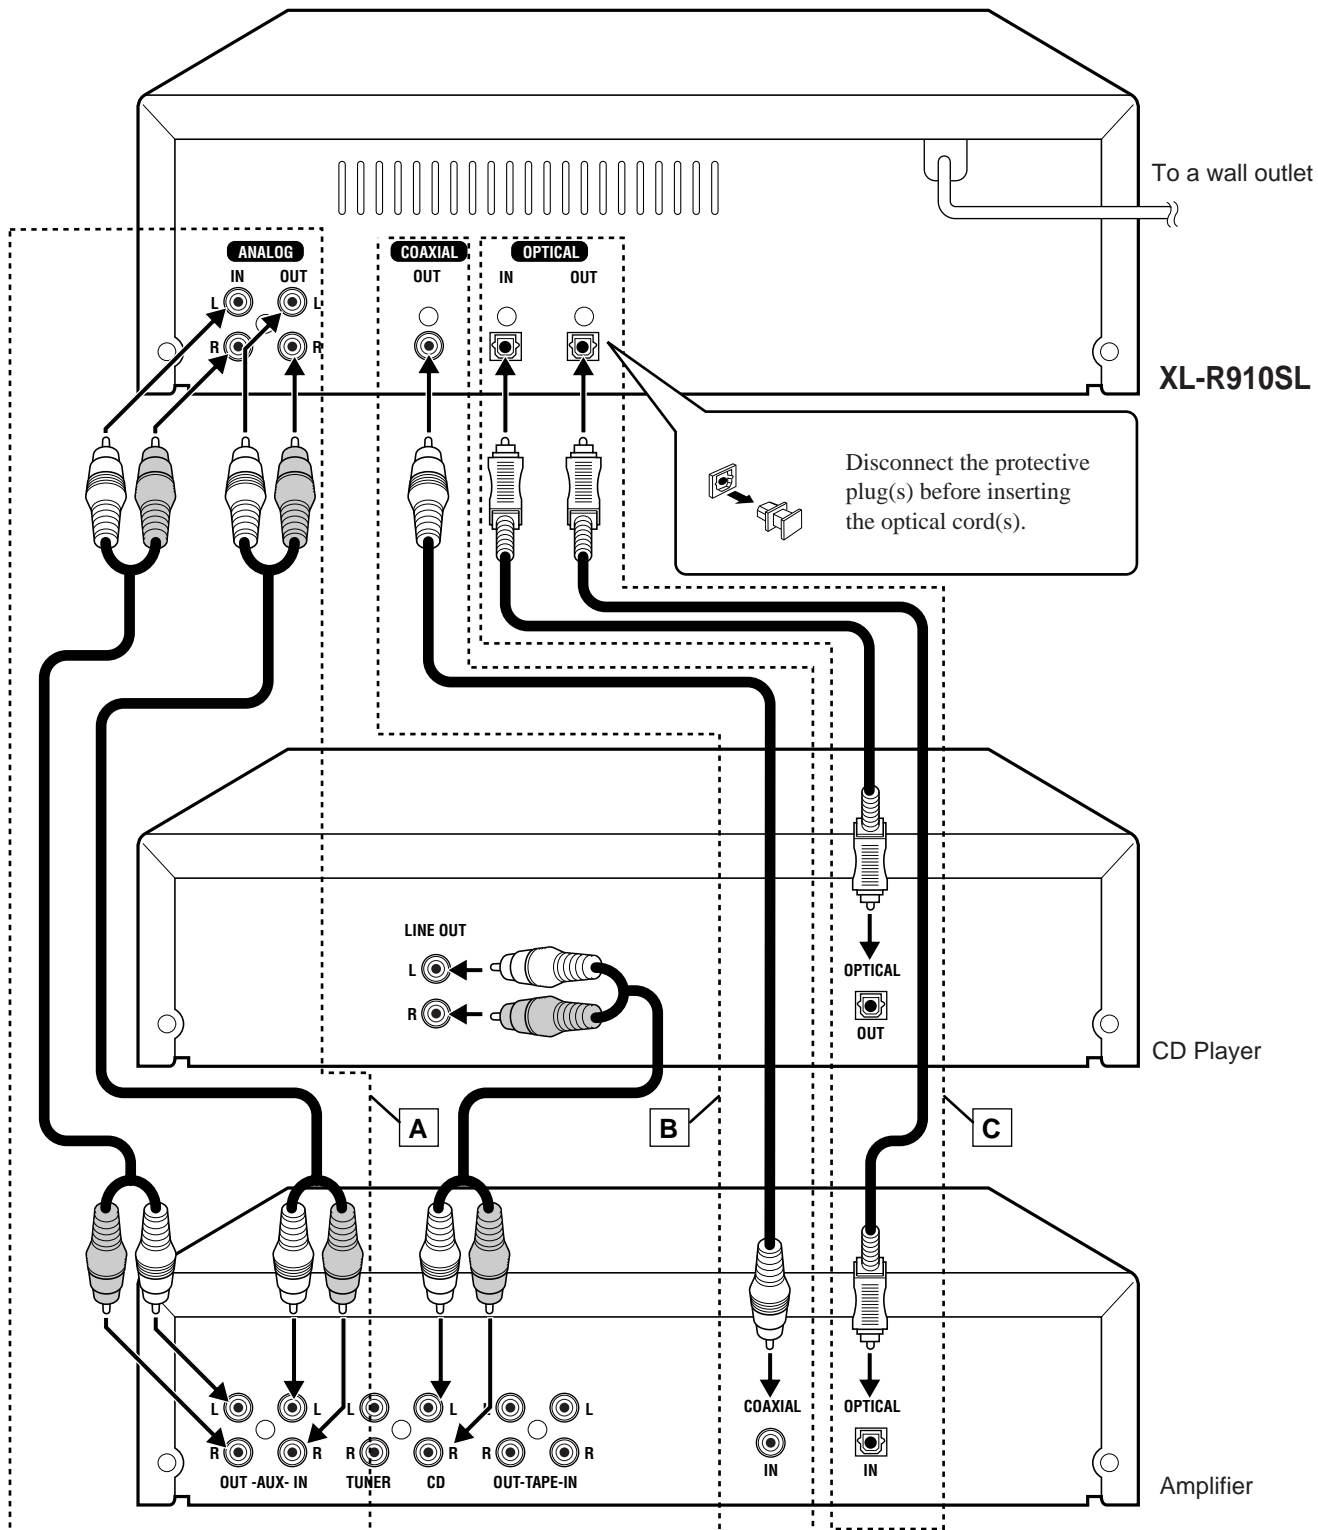 To a wall outlet
ANALOG
COAXIAL
OPTICAL
IN OUT
OUT
IN OUT
L L
R R
XL-R910SL
Disconnect the protective
plug(s) before inserting
the optical cord(s).
LINE OUT
L
R
OPTICAL
OUT
CD Player
A
B
C
L L L L L L
R R R R R R
OUT -AUX- IN
TUNER
CD
OUT-TAPE-IN
COAXIAL
IN
OPTICAL
IN
Amplifier